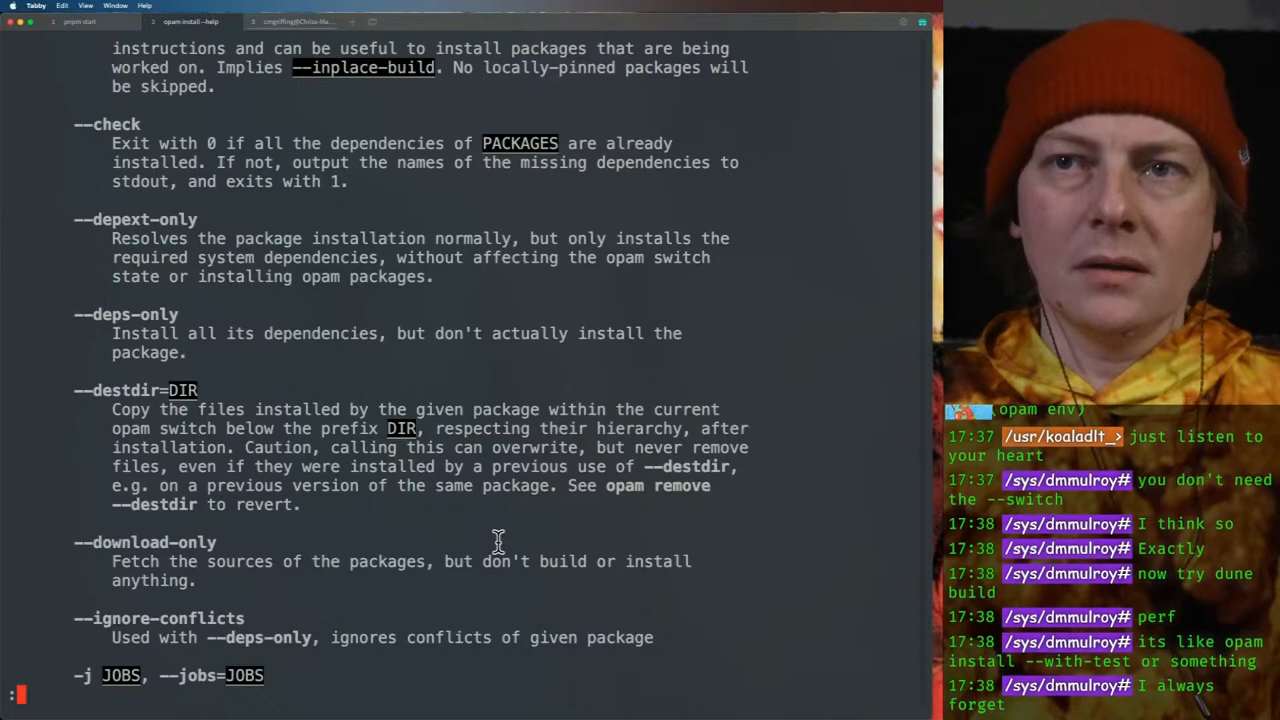 Tabby Edit View Window Help
1 pnpm start 2 opam install --help 3 cmgriffing@Chriss-Ma...
instructions and can be useful to install packages that are being
worked on. Implies --inplace-build. No locally-pinned packages will
be skipped.
--check
Exit with 0 if all the dependencies of PACKAGES are already
installed. If not, output the names of the missing dependencies to
stdout, and exits with 1.
--depext-only
Resolves the package installation normally, but only installs the
required system dependencies, without affecting the opam switch
state or installing opam packages.
--deps-only
Install all its dependencies, but don't actually install the
package.
--destdir=DIR
Copy the files installed by the given package within the current
opam switch below the prefix DIR, respecting their hierarchy, after
installation. Caution, calling this can overwrite, but never remove
files, even if they were installed by a previous use of --destdir,
e.g. on a previous version of the same package. See opam remove
--destdir to revert.
--download-only
Fetch the sources of the packages, but don't build or install
anything.
--ignore-conflicts
Used with --deps-only, ignores conflicts of given package
-j JOBS, --jobs=JOBS
:
(opam env)
17:37 /usr/koaladlt_> just listen to
your heart
17:37 /sys/dmmulroy# you don't need
the --switch
17:38 /sys/dmmulroy# I think so
17:38 /sys/dmmulroy# Exactly
17:38 /sys/dmmulroy# now try dune
build
17:38 /sys/dmmulroy# perf
17:38 /sys/dmmulroy# its like opam
install --with-test or something
17:38 /sys/dmmulroy# I always
forget